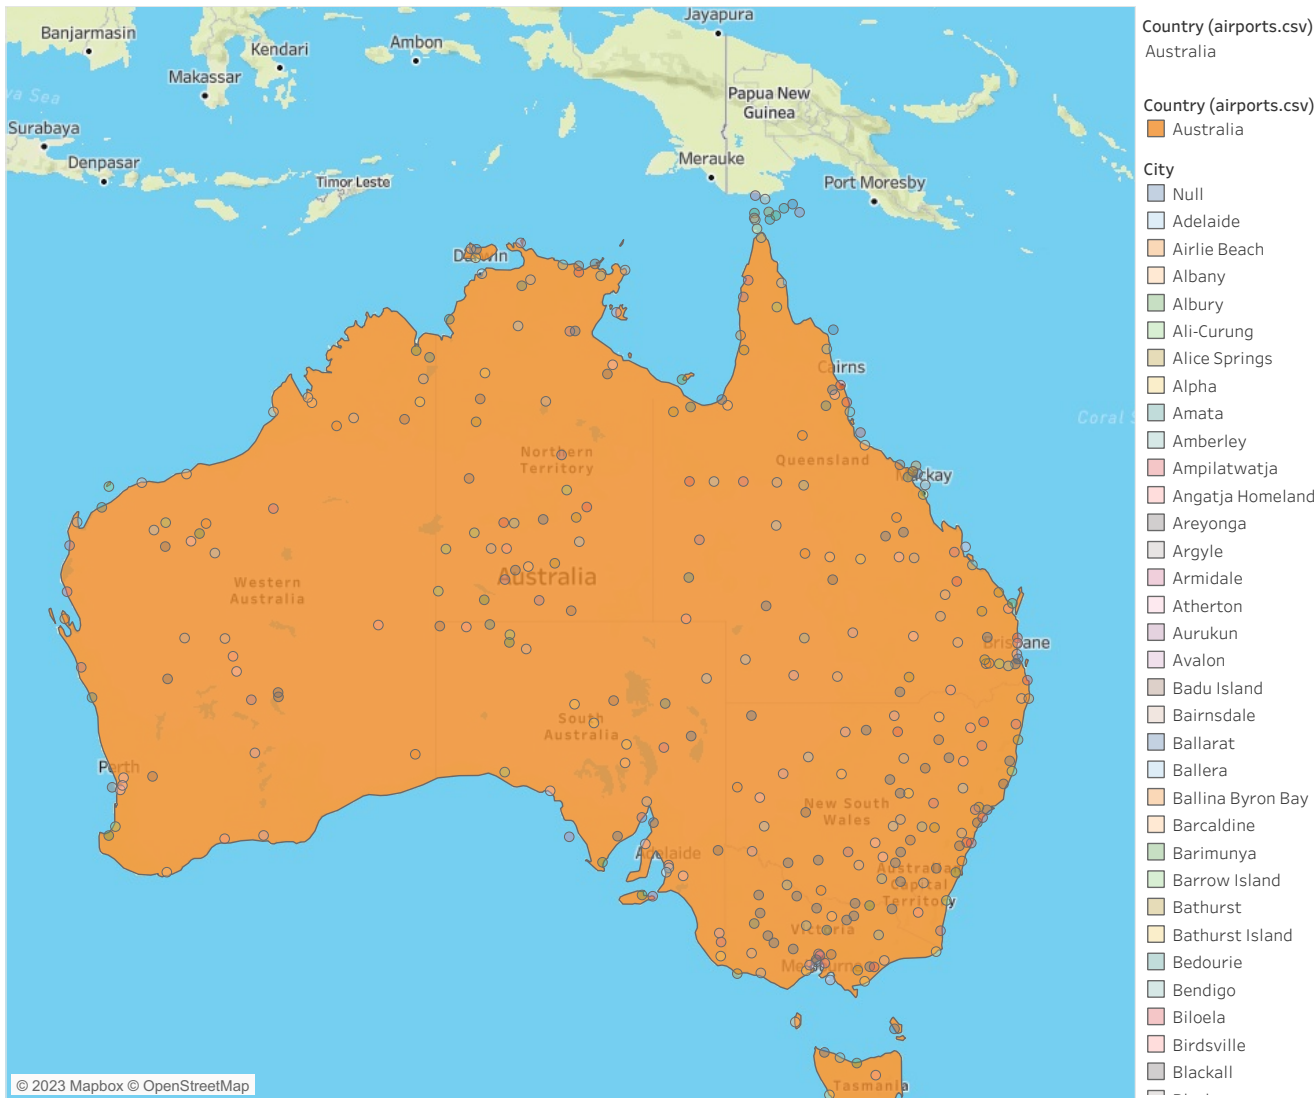 Jayapura
Banjarmasin
Kendari
Ambon
Makassar
Papua New
Guinea
ya Sea
Surabaya
Denpasar
Merauke
Timor Leste
Port Moresby
Darwin
Cairns
Coral S
Northern
Territory
Queensland
Mackay
Australia
Western
Australia
Brisbane
South
Australia
Perth
New South
Wales
Adelaide
Australian
Capital
Territory
Victoria
Melbourne
Tasmania
© 2023 Mapbox © OpenStreetMap
Country (airports.csv)
Australia
Country (airports.csv)
Australia
City
Null
Adelaide
Airlie Beach
Albany
Albury
Ali-Curung
Alice Springs
Alpha
Amata
Amberley
Ampilatwatja
Angatja Homeland
Areyonga
Argyle
Armidale
Atherton
Aurukun
Avalon
Badu Island
Bairnsdale
Ballarat
Ballera
Ballina Byron Bay
Barcaldine
Barimunya
Barrow Island
Bathurst
Bathurst Island
Bedourie
Bendigo
Biloela
Birdsville
Blackall